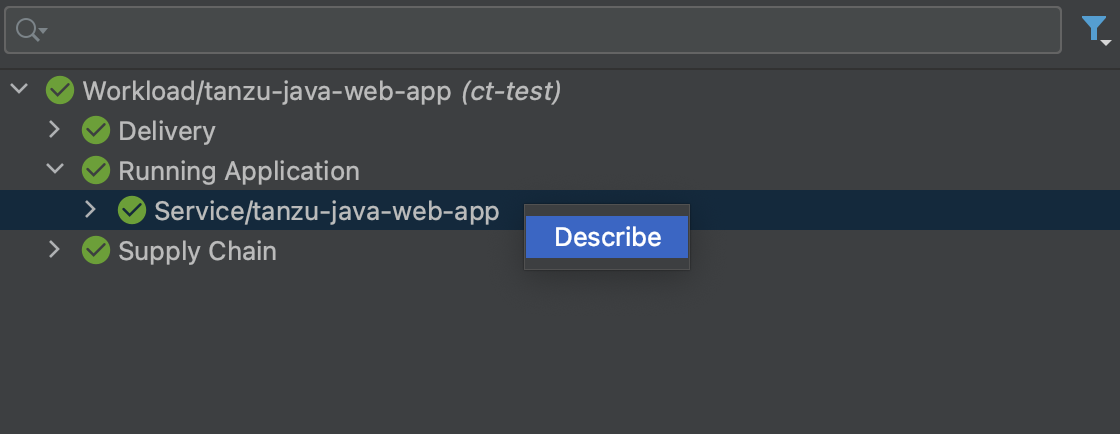 Workload/tanzu-java-web-app (ct-test)
Delivery
Running Application
Service/tanzu-java-web-app
Describe
Supply Chain